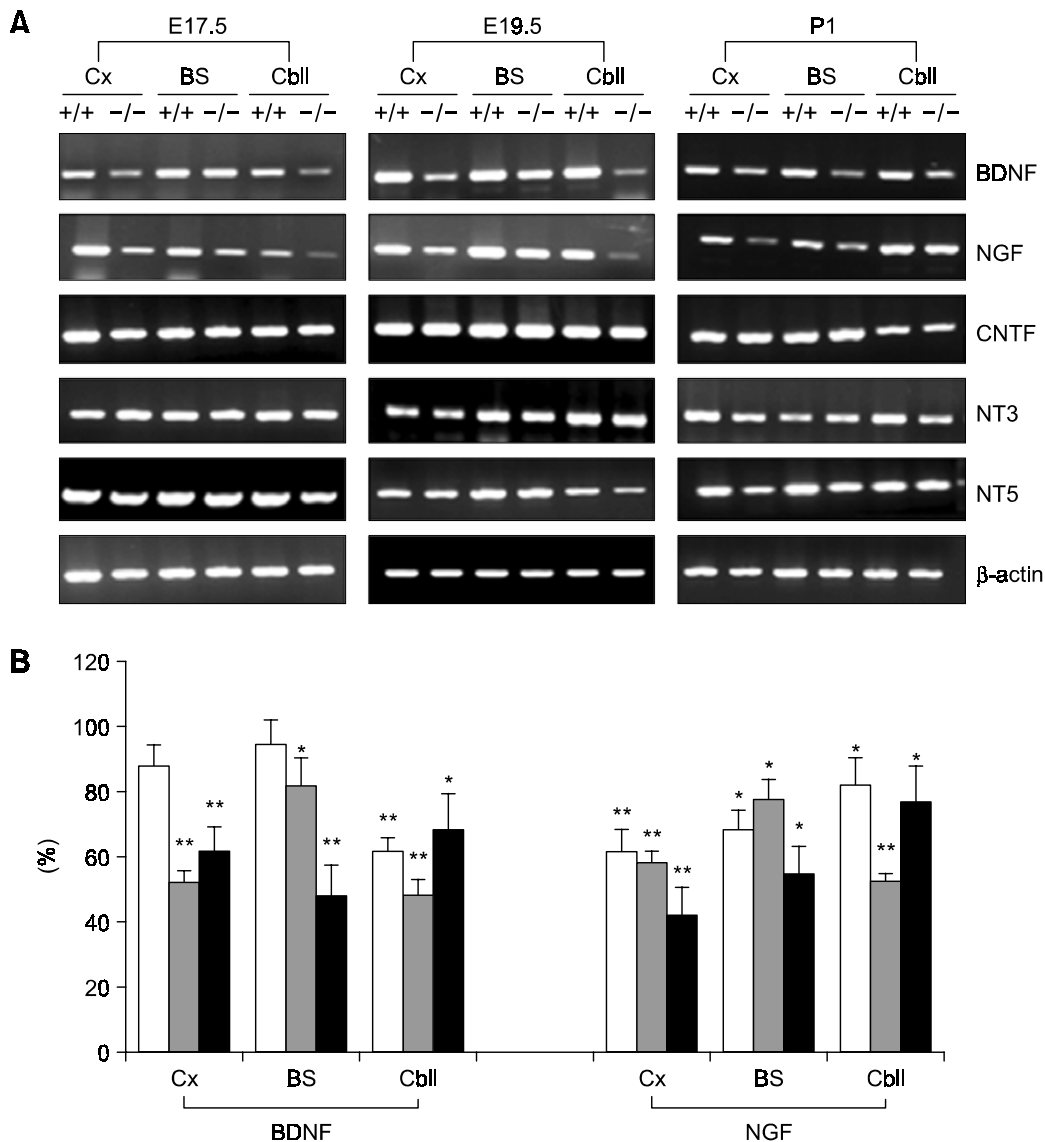 A
E17.5 E19.5 P1
Cx BS Cbll Cx BS Cbll Cx BS Cbll
+/+ −/− +/+ −/− +/+ −/− +/+ −/− +/+ −/− +/+ −/− +/+ −/− +/+ −/− +/+ −/−
BDNF
NGF
CNTF
NT3
NT5
β-actin
B
120
100
80
60
40
20
0
(%)
** ** * ** ** ** * ** ** ** * * * * ** *
Cx BS Cbll Cx BS Cbll
BDNF NGF